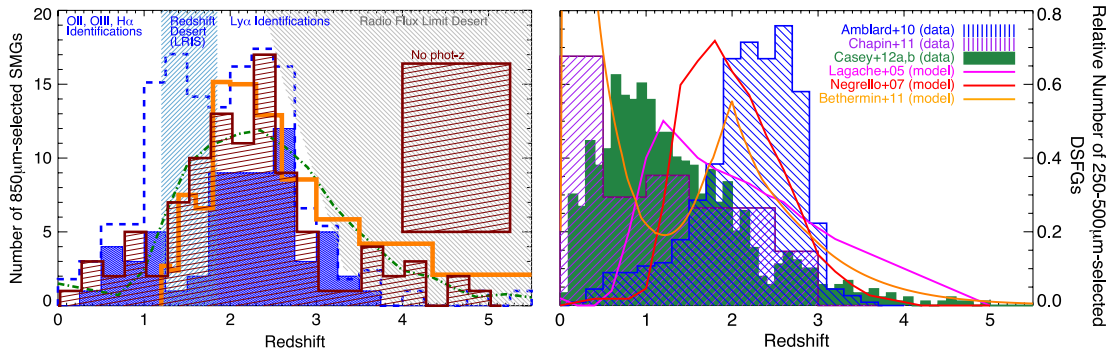 OII, OIII, Hα
Identifications
Redshift
Desert
(LRIS)
Lyα Identifications
Radio Flux Limit Desert
No phot-z
Number of 850μm-selected SMGs
20
15
10
5
0
0 1 2 3 4 5
Redshift
Amblard+10 (data)
Chapin+11 (data)
Casey+12a,b (data)
Lagache+05 (model)
Negrello+07 (model)
Bethermin+11 (model)
0.8
0.6
0.4
0.2
0.0
Relative Number of 250-500μm-selected
DSFGs
0 1 2 3 4 5
Redshift